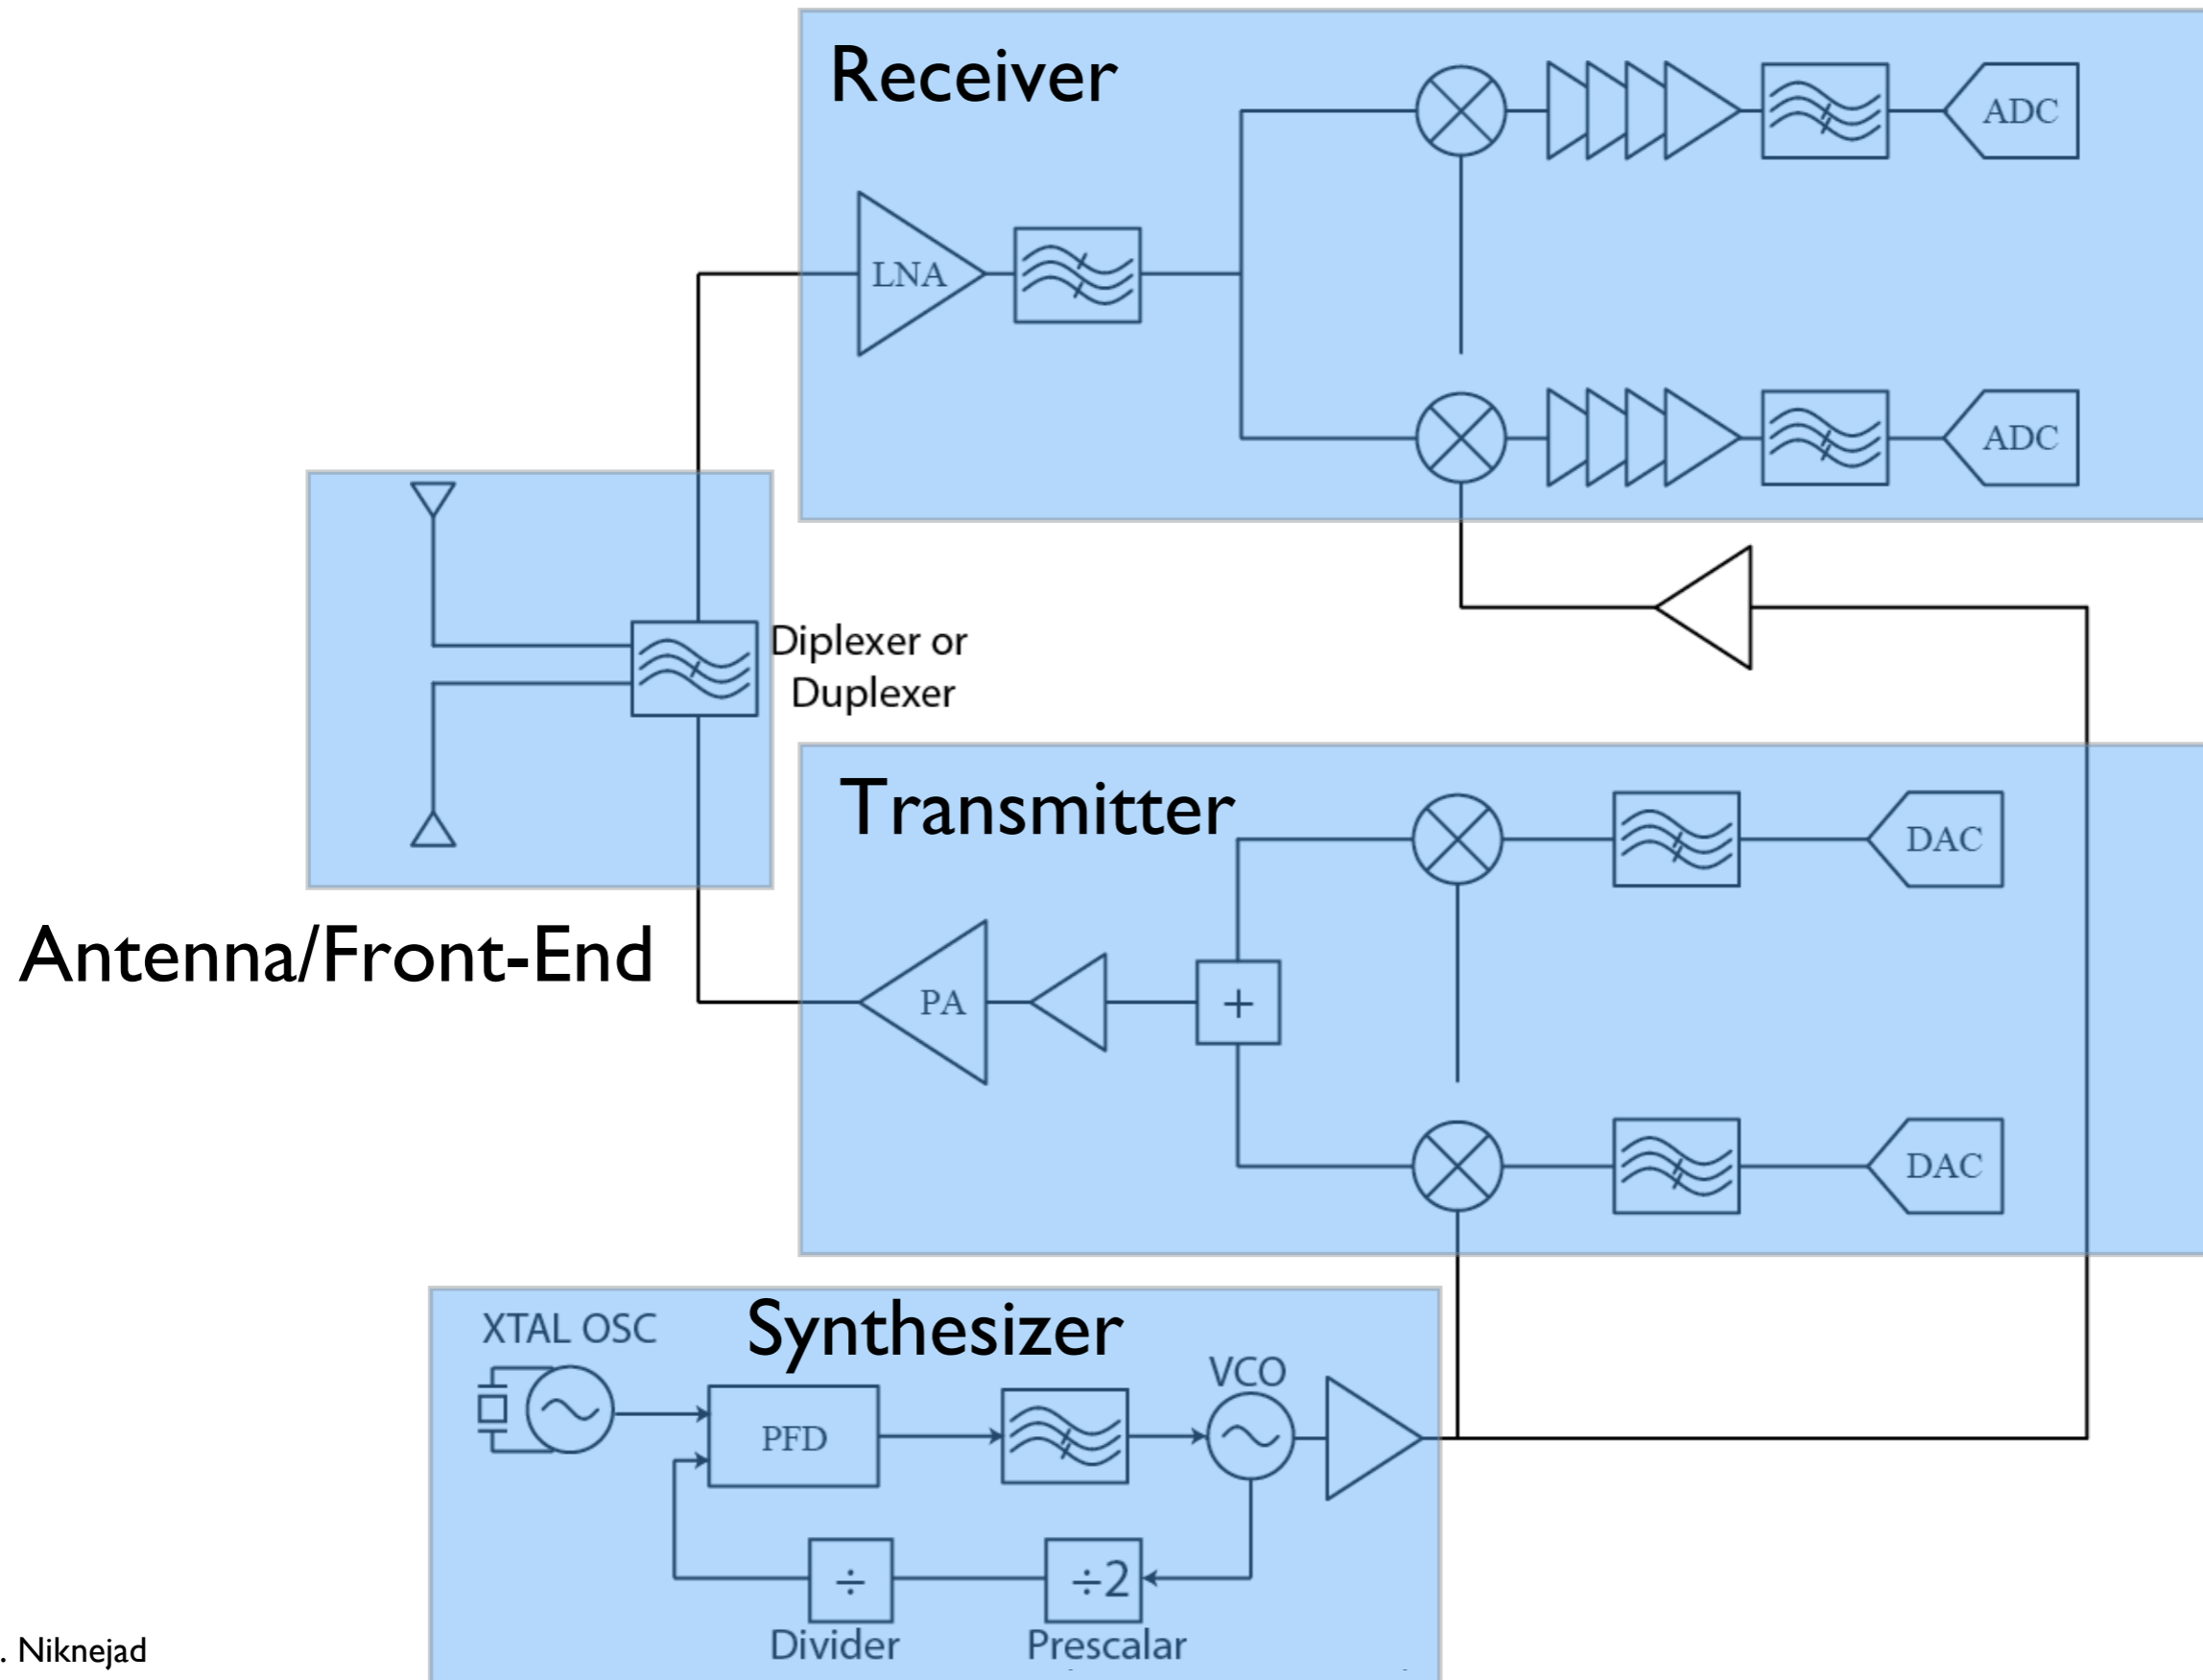 Receiver
ADC
LNA
ADC
Diplexer or
Duplexer
Transmitter
DAC
Antenna/Front-End
PA
+
DAC
Synthesizer
XTAL OSC
VCO
PFD
÷
÷2
Divider
Prescalar
. Niknejad